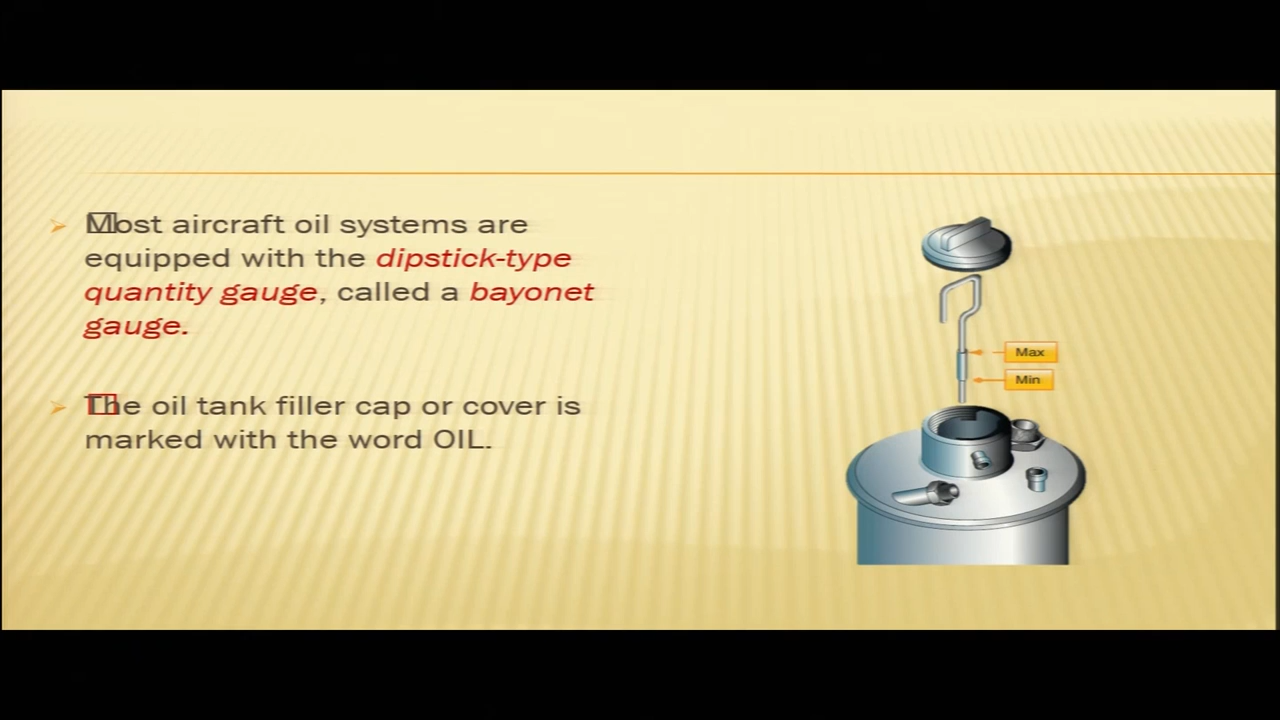 Most aircraft oil systems are
equipped with the dipstick-type
quantity gauge, called a bayonet
gauge.
The oil tank filler cap or cover is
marked with the word OIL.
Max
Min